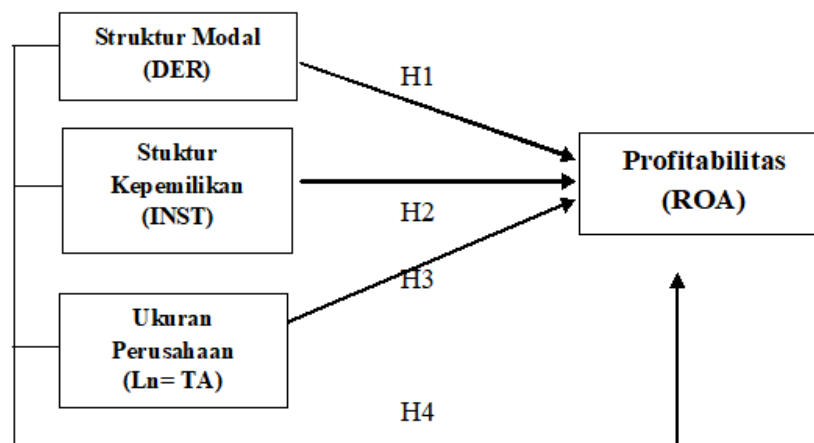 Struktur Modal
(DER)
H1
Stuktur
Kepemilikan
(INST)
H2
Profitabilitas
(ROA)
H3
Ukuran
Perusahaan
(Ln= TA)
H4